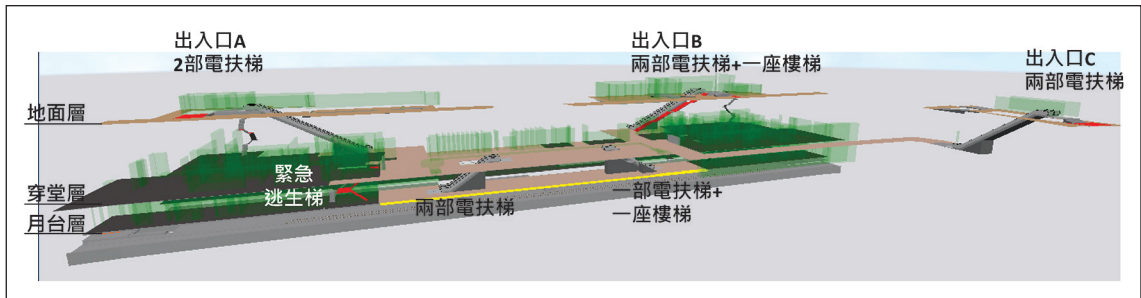 出入口A
2部電扶梯
出入口B
兩部電扶梯+一座樓梯
出入口C
兩部電扶梯
地面層
穿堂層
月台層
緊急
逃生梯
兩部電扶梯
一部電扶梯+
一座樓梯